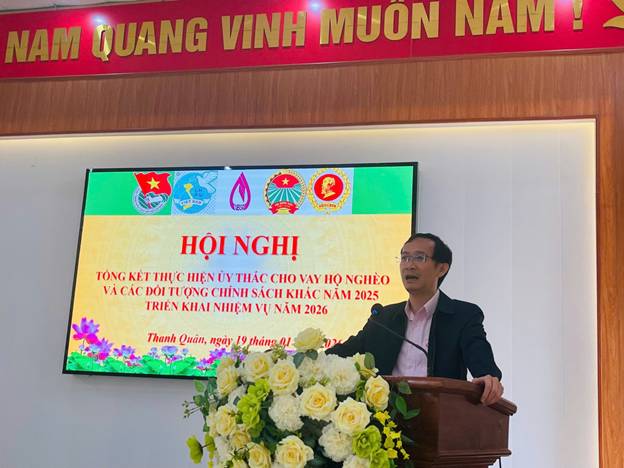 NAM QUANG VINH MUÔN NĂM !
HỘI NGHỊ
TỔNG KẾT THỰC HIỆN ỦY THÁC CHO VAY HỘ NGHÈO
VÀ CÁC ĐỐI TƯỢNG CHÍNH SÁCH KHÁC NĂM 2025
TRIỂN KHAI NHIỆM VỤ NĂM 2026
Thanh Quân, ngày 19 tháng 01